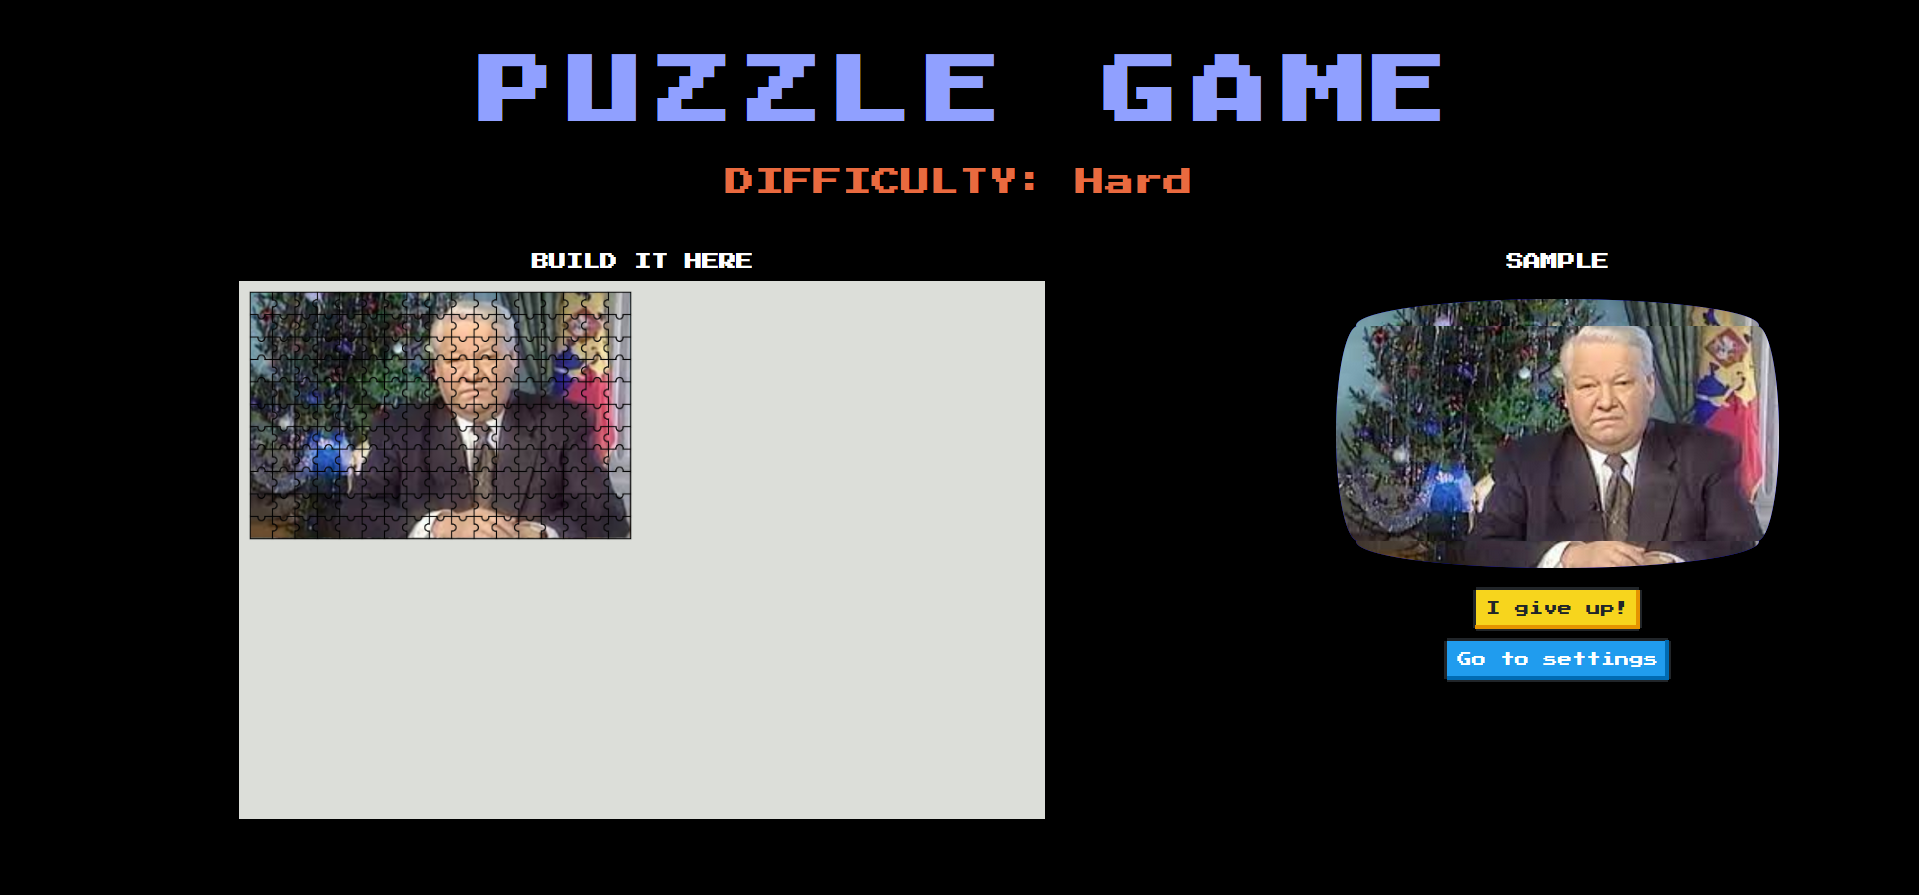 PUZZLE GAME
DIFFICULTY: Hard
BUILD IT HERE
SAMPLE
I give up!
Go to settings